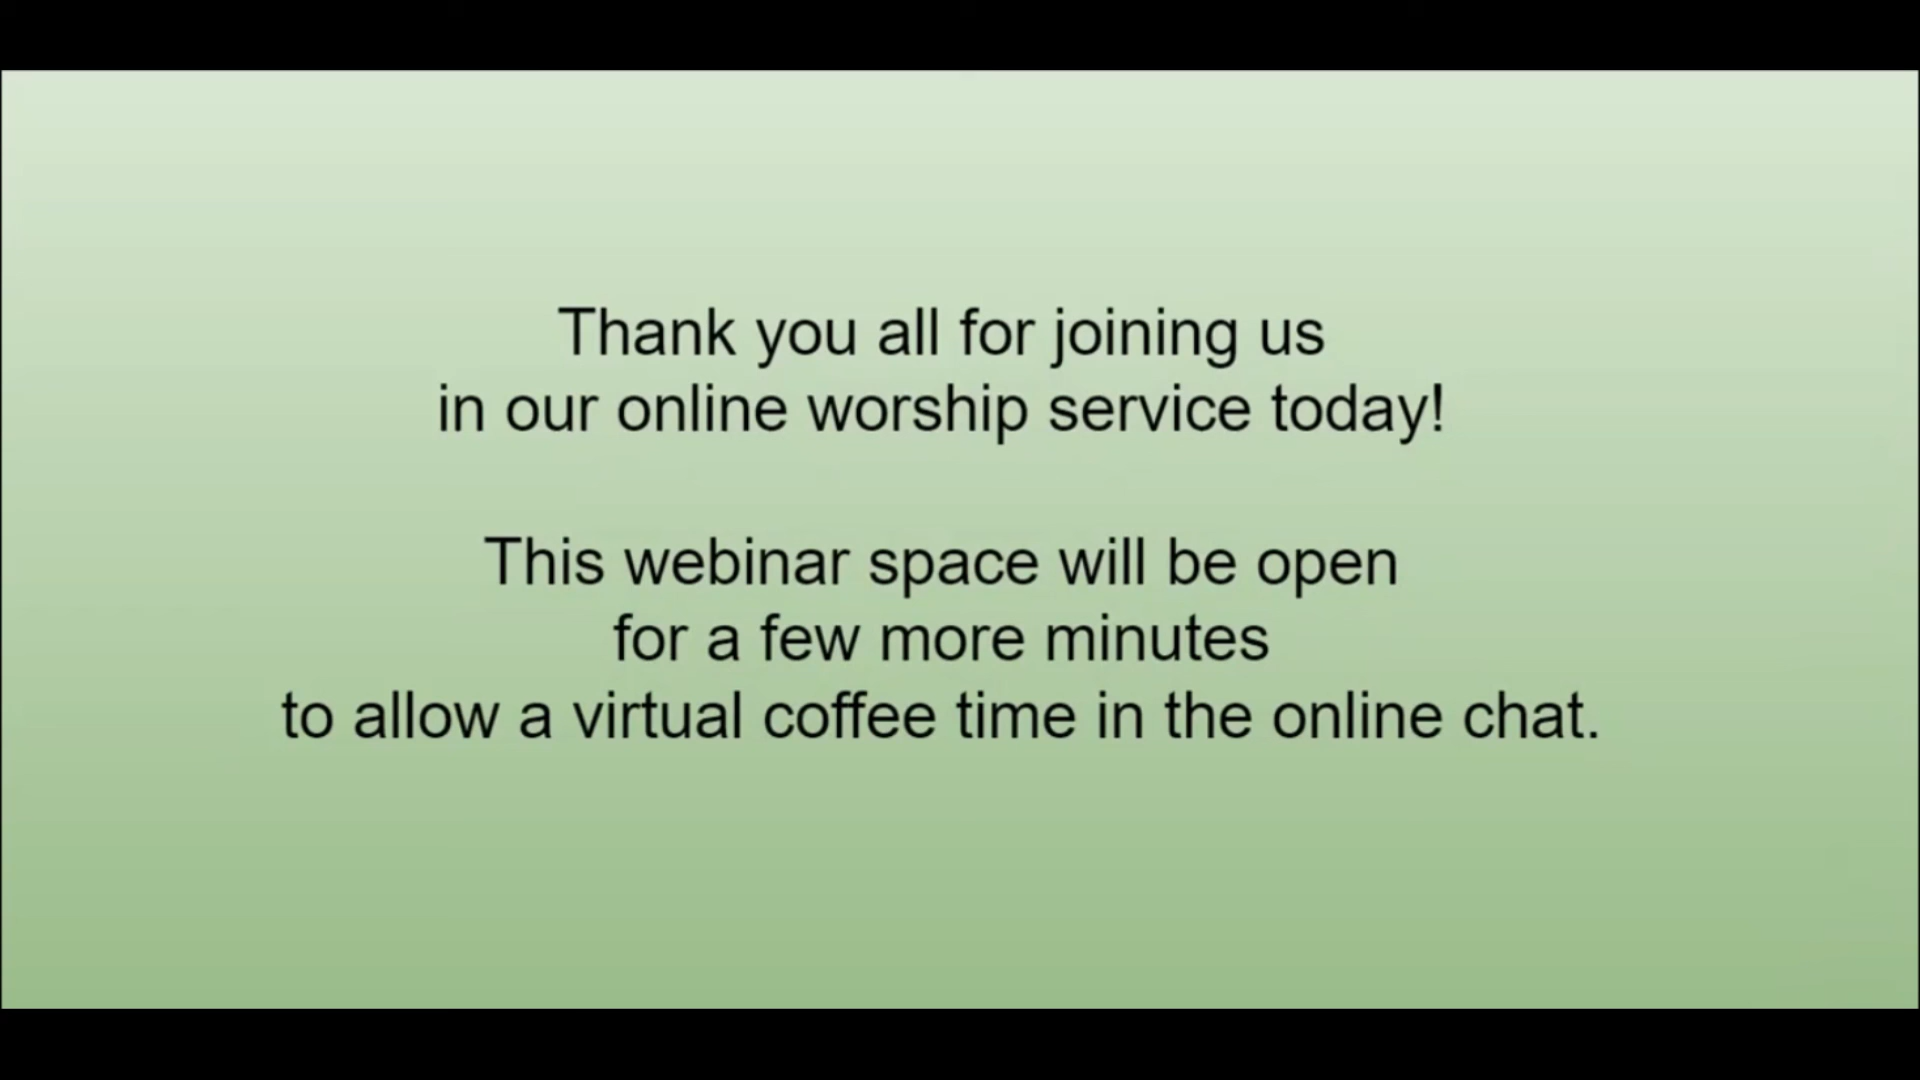 Thank you all for joining us
in our online worship service today!
This webinar space will be open
for a few more minutes
to allow a virtual coffee time in the online chat.